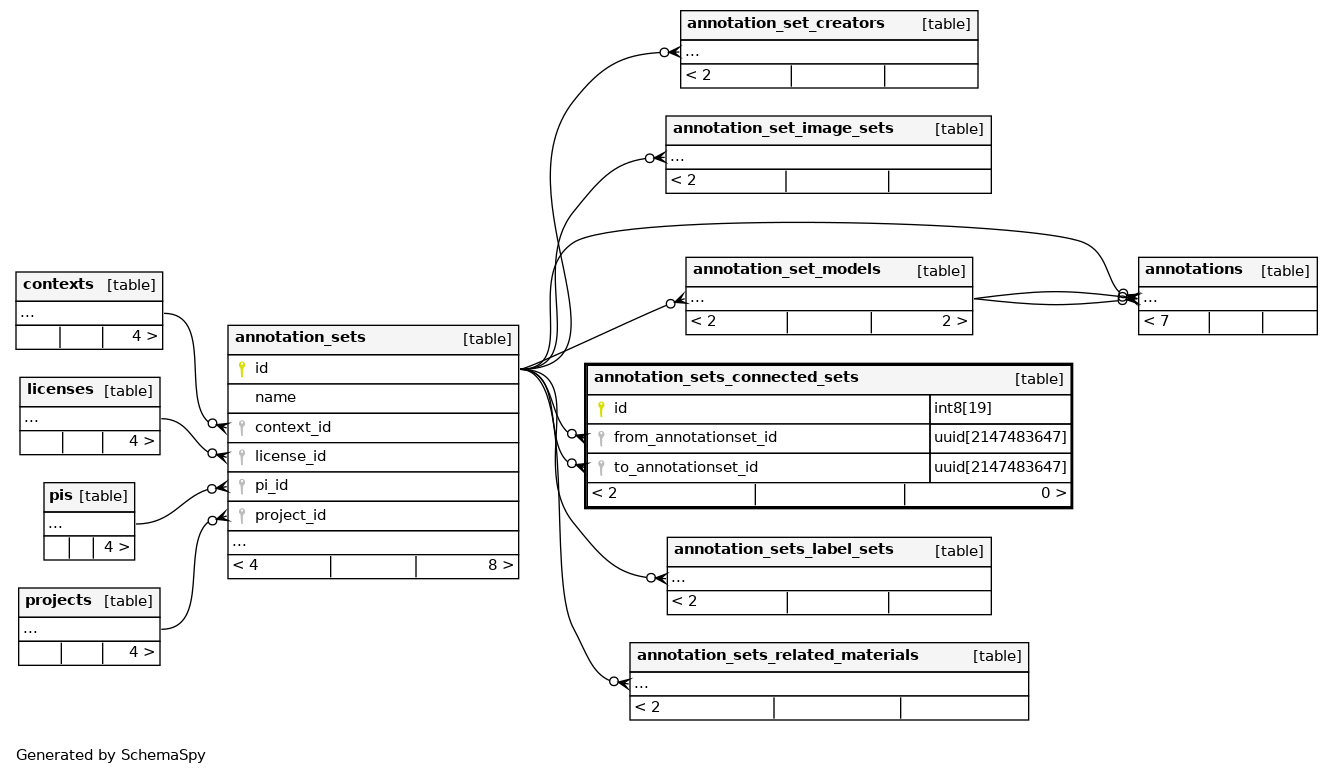 annotation_set_creators [table]
...
< 2
annotation_set_image_sets [table]
...
< 2
annotation_set_models [table]
...
< 2 2 >
annotations [table]
...
< 7
contexts [table]
...
4 >
licenses [table]
...
4 >
pis [table]
...
4 >
projects [table]
...
4 >
annotation_sets [table]
id
name
context_id
license_id
pi_id
project_id
...
< 4 8 >
annotation_sets_connected_sets [table]
id int8[19]
from_annotationset_id uuid[2147483647]
to_annotationset_id uuid[2147483647]
< 2 0 >
annotation_sets_label_sets [table]
...
< 2
annotation_sets_related_materials [table]
...
< 2
Generated by SchemaSpy